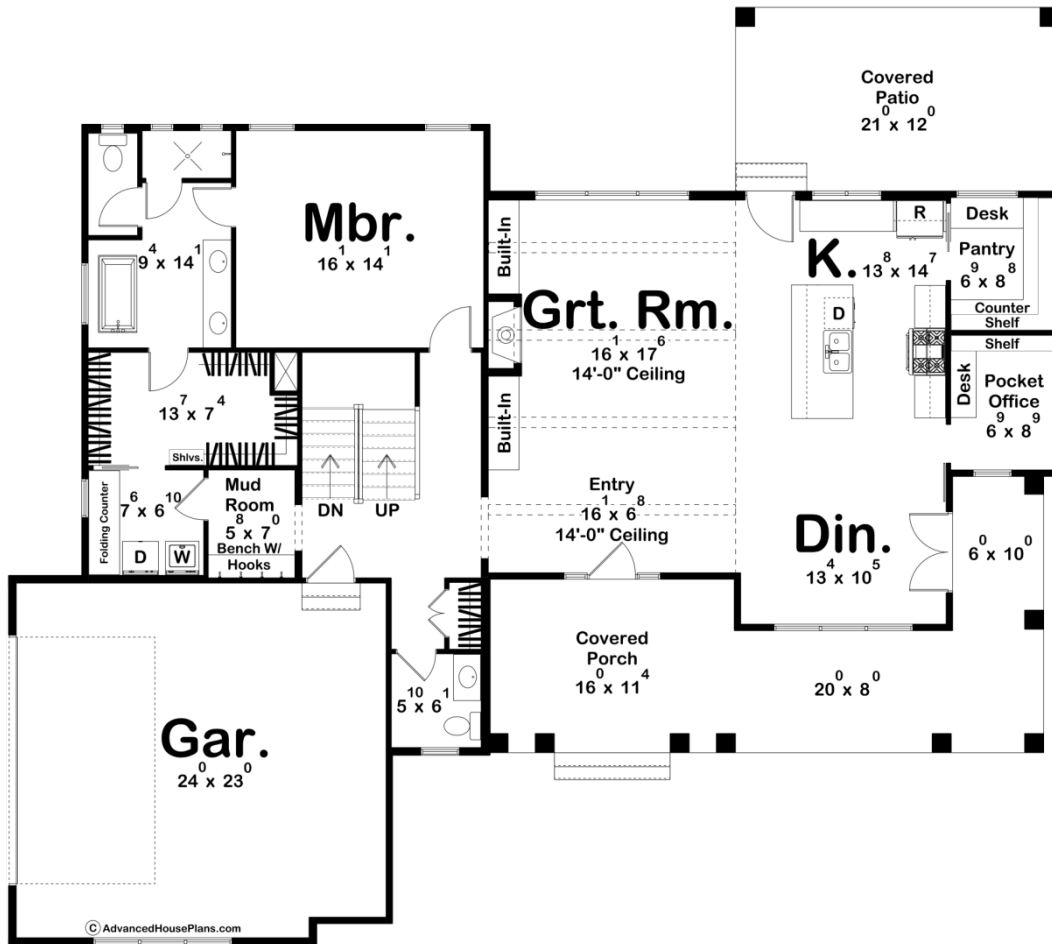 Covered
Patio
21⁰ x 12⁰
Mbr.
16¹ x 14¹
9⁴ x 14¹
Built-In
Grt. Rm.
16¹ x 17⁶
14'-0" Ceiling
Built-In
R
K.
13⁸ x 14⁷
D
Desk
Pantry
6⁹ x 8⁸
Counter
Shelf
Shelf
Desk
Pocket
Office
6⁹ x 8⁹
13⁷ x 7⁴
Shlvs.
Folding Counter
7⁶ x 6¹⁰
D
W
Mud
Room
5⁸ x 7⁰
Bench W/
Hooks
DN
UP
Entry
16¹ x 6⁸
14'-0" Ceiling
Din.
13⁴ x 10⁵
6⁰ x 10⁰
Covered
Porch
16⁰ x 11⁴
20⁰ x 8⁰
5¹⁰ x 6¹
Gar.
24⁰ x 23⁰
© AdvancedHousePlans.com